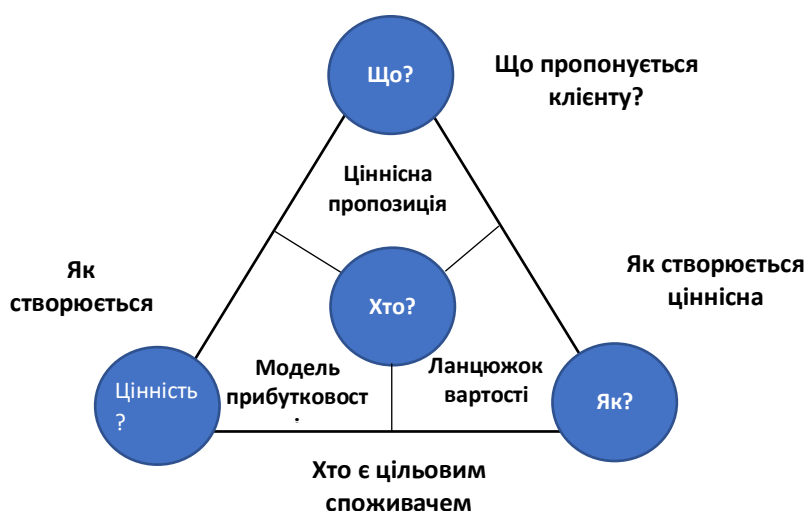 Що?
Що пропонується
клієнту?
Ціннісна
пропозиція
Як
створюється
Хто?
Як створюється
ціннісна
Модель
прибутковост
Ланцюжок
вартості
Цінність
?
Як?
Хто є цільовим
споживачем